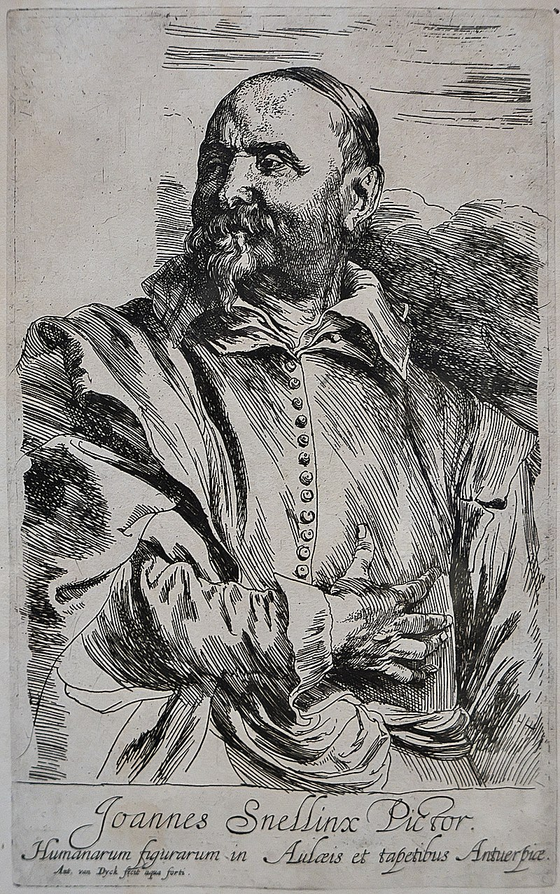 Joannes Snellinx Pictor.
Humanarum figurarum in Aulæis et tapetibus Antuerpiæ.
Ant. van Dyck fecit aqua forti